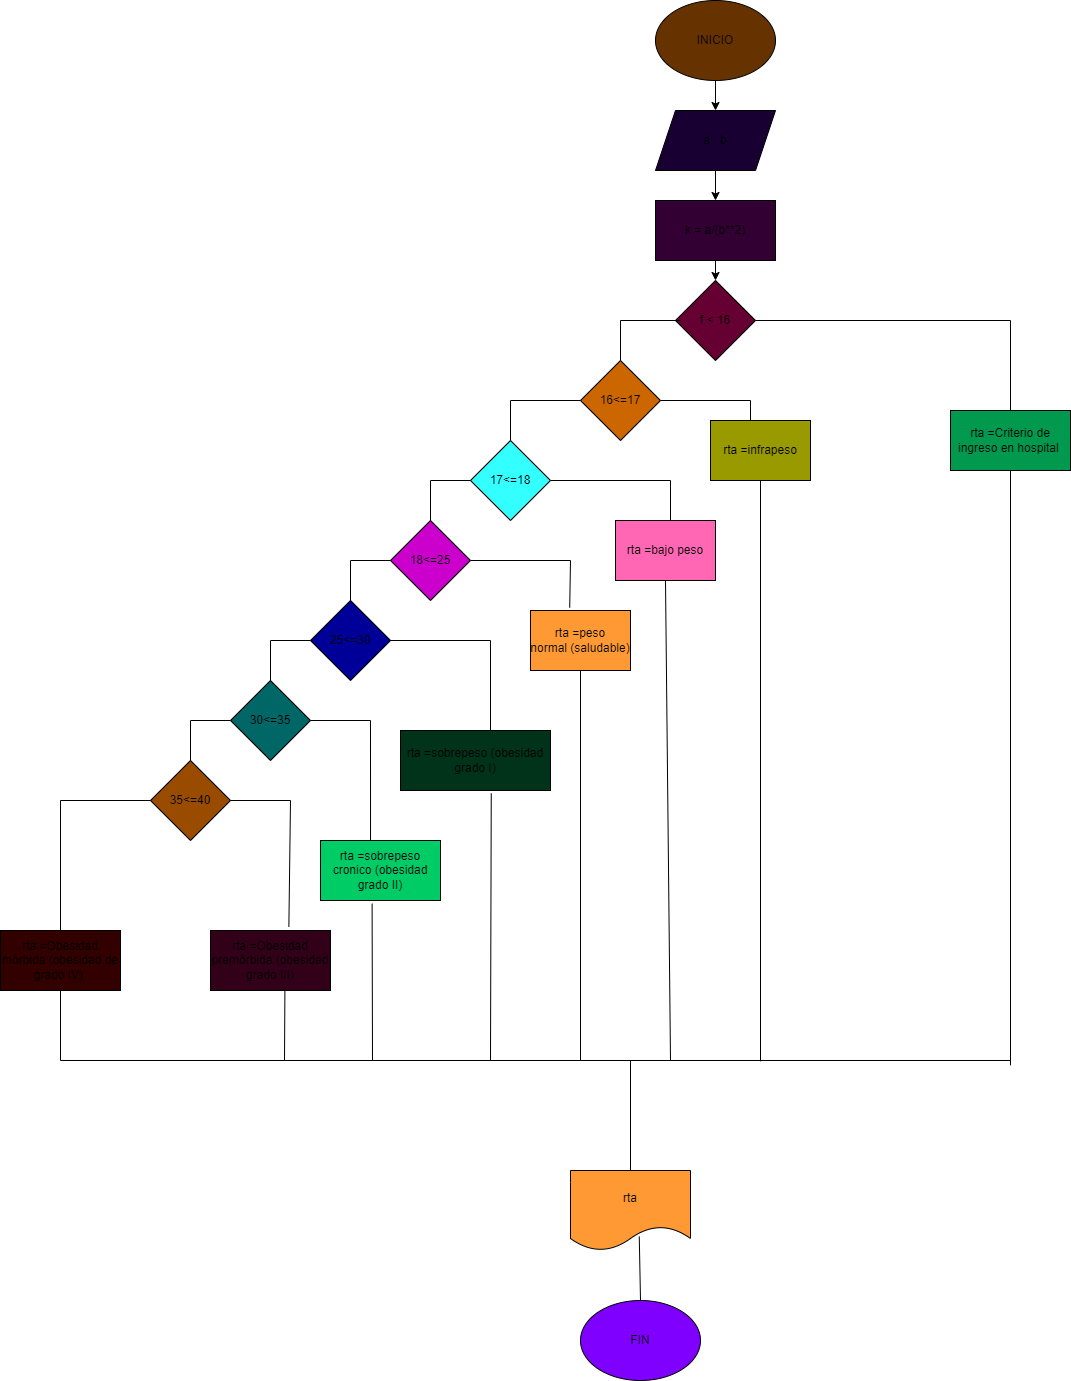 INICIO
a b
k = a/(b**2)
f < 16
16<=17
17<=18
rta =infrapeso
rta =Criterio de
ingreso en hospital
18<=25
rta =bajo peso
25<=30
rta =peso
normal (saludable)
30<=35
rta =sobrepeso (obesidad
grado I)
35<=40
rta =sobrepeso
cronico (obesidad
grado II)
rta =Obesidad
morbida (obesided de
grado IV)
rta =Obesidad
premórbida (obesidad
grado III)
rta
FIN